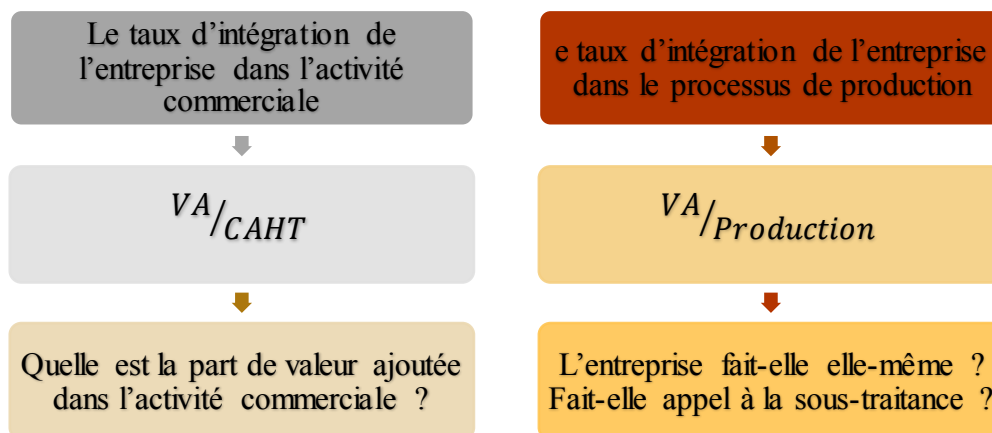 Le taux d’intégration de
l’entreprise dans l’activité
commerciale
VA/CAHT
Quelle est la part de valeur ajoutée
dans l’activité commerciale ?
e taux d’intégration de l’entreprise
dans le processus de production
VA/Production
L’entreprise fait-elle elle-même ?
Fait-elle appel à la sous-traitance ?